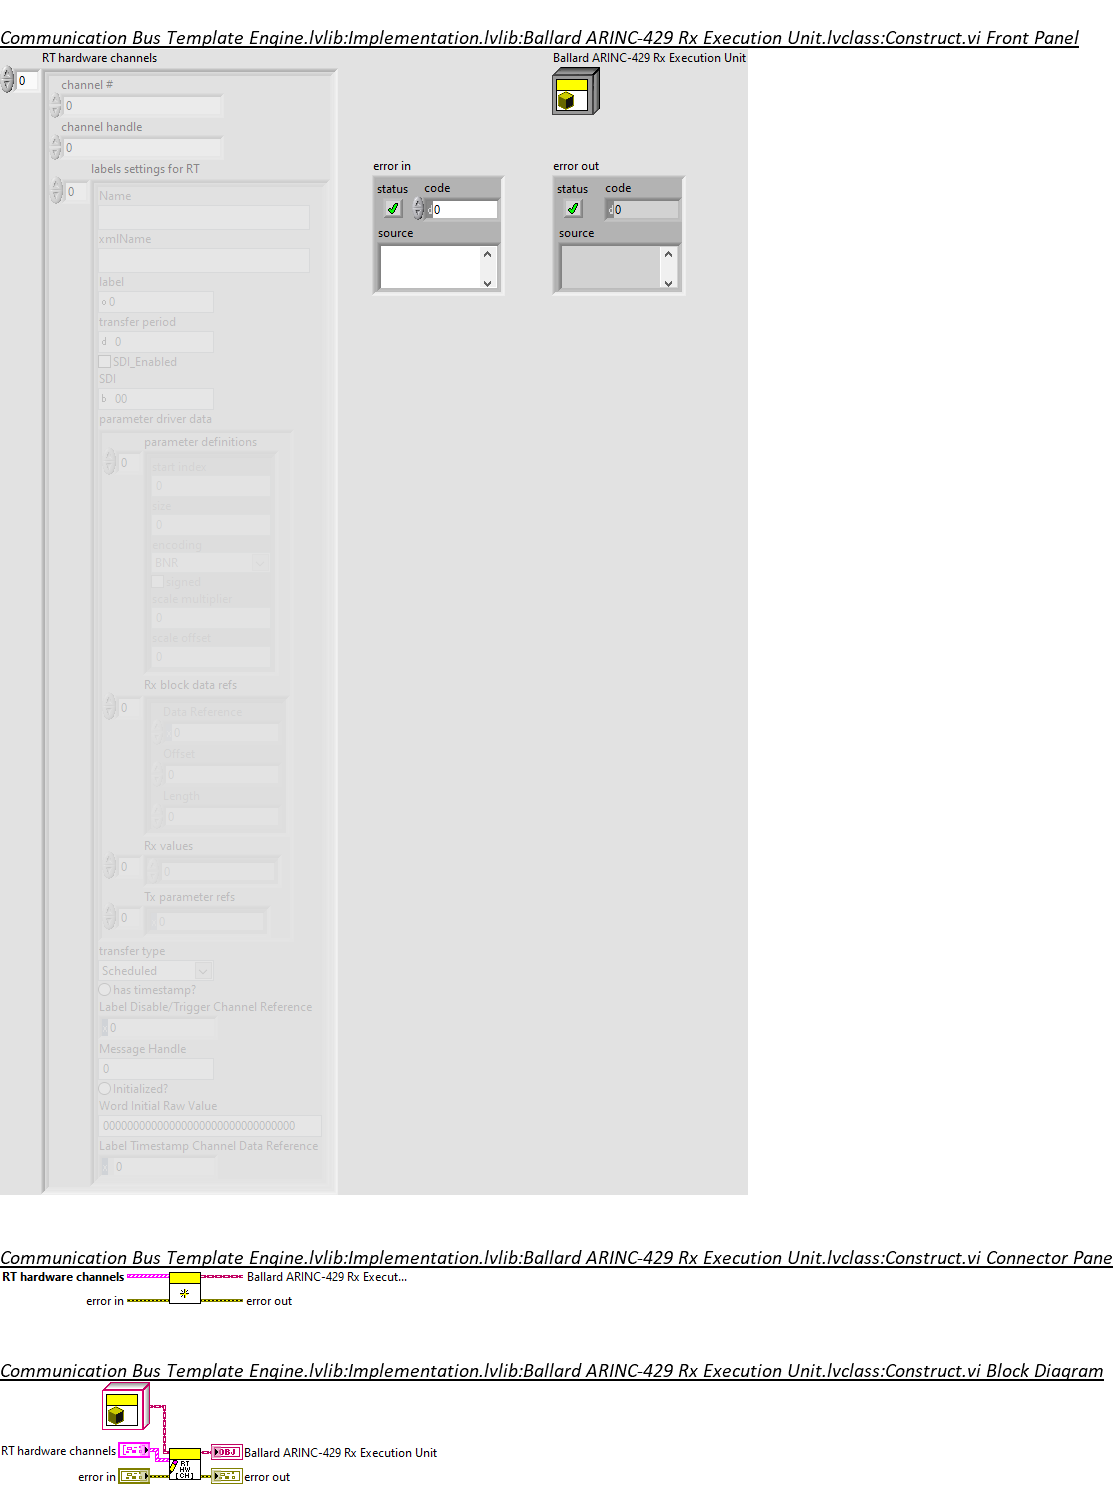 Communication Bus Template Engine.lvlib:Implementation.lvlib:Ballard ARINC-429 Rx Execution Unit.lvclass:Construct.vi Front Panel
RT hardware channels
0
channel #
0
channel handle
0
labels settings for RT
0
Name
xmlName
label
o 0
transfer period
d 0
SDI_Enabled
SDI
b 00
parameter driver data
parameter definitions
0
start index
0
size
0
encoding
BNR
signed
scale multiplier
0
scale offset
0
Rx block data refs
0
Data Reference
0
Offset
0
Length
0
Rx values
0
0
Tx parameter refs
0
0
transfer type
Scheduled
has timestamp?
Label Disable/Trigger Channel Reference
0
Message Handle
0
Initialized?
Word Initial Raw Value
00000000000000000000000000000000
Label Timestamp Channel Data Reference
0
error in
status code
d 0
source
Ballard ARINC-429 Rx Execution Unit
error out
status code
d 0
source
Communication Bus Template Engine.lvlib:Implementation.lvlib:Ballard ARINC-429 Rx Execution Unit.lvclass:Construct.vi Connector Pane
RT hardware channels Ballard ARINC-429 Rx Execut...
error in error out
Communication Bus Template Engine.lvlib:Implementation.lvlib:Ballard ARINC-429 Rx Execution Unit.lvclass:Construct.vi Block Diagram
RT hardware channels OBJ Ballard ARINC-429 Rx Execution Unit
RT
HW
[CH]
error in error out